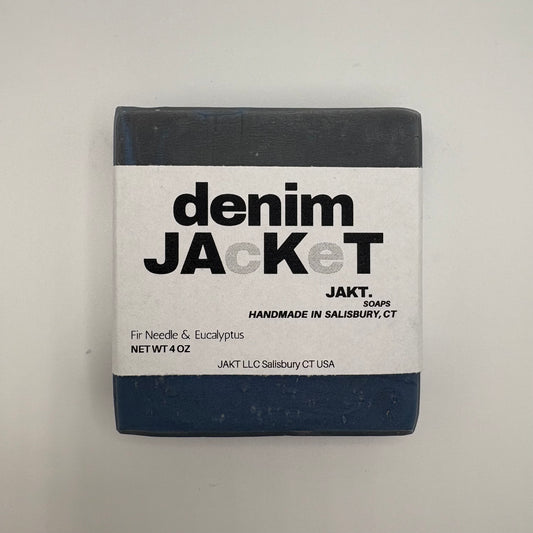 denim
JAcKeT
JAKT.
SOAPS
HANDMADE IN SALISBURY, CT
Fir Needle & Eucalyptus
NET WT 4 OZ
JAKT LLC Salisbury CT USA